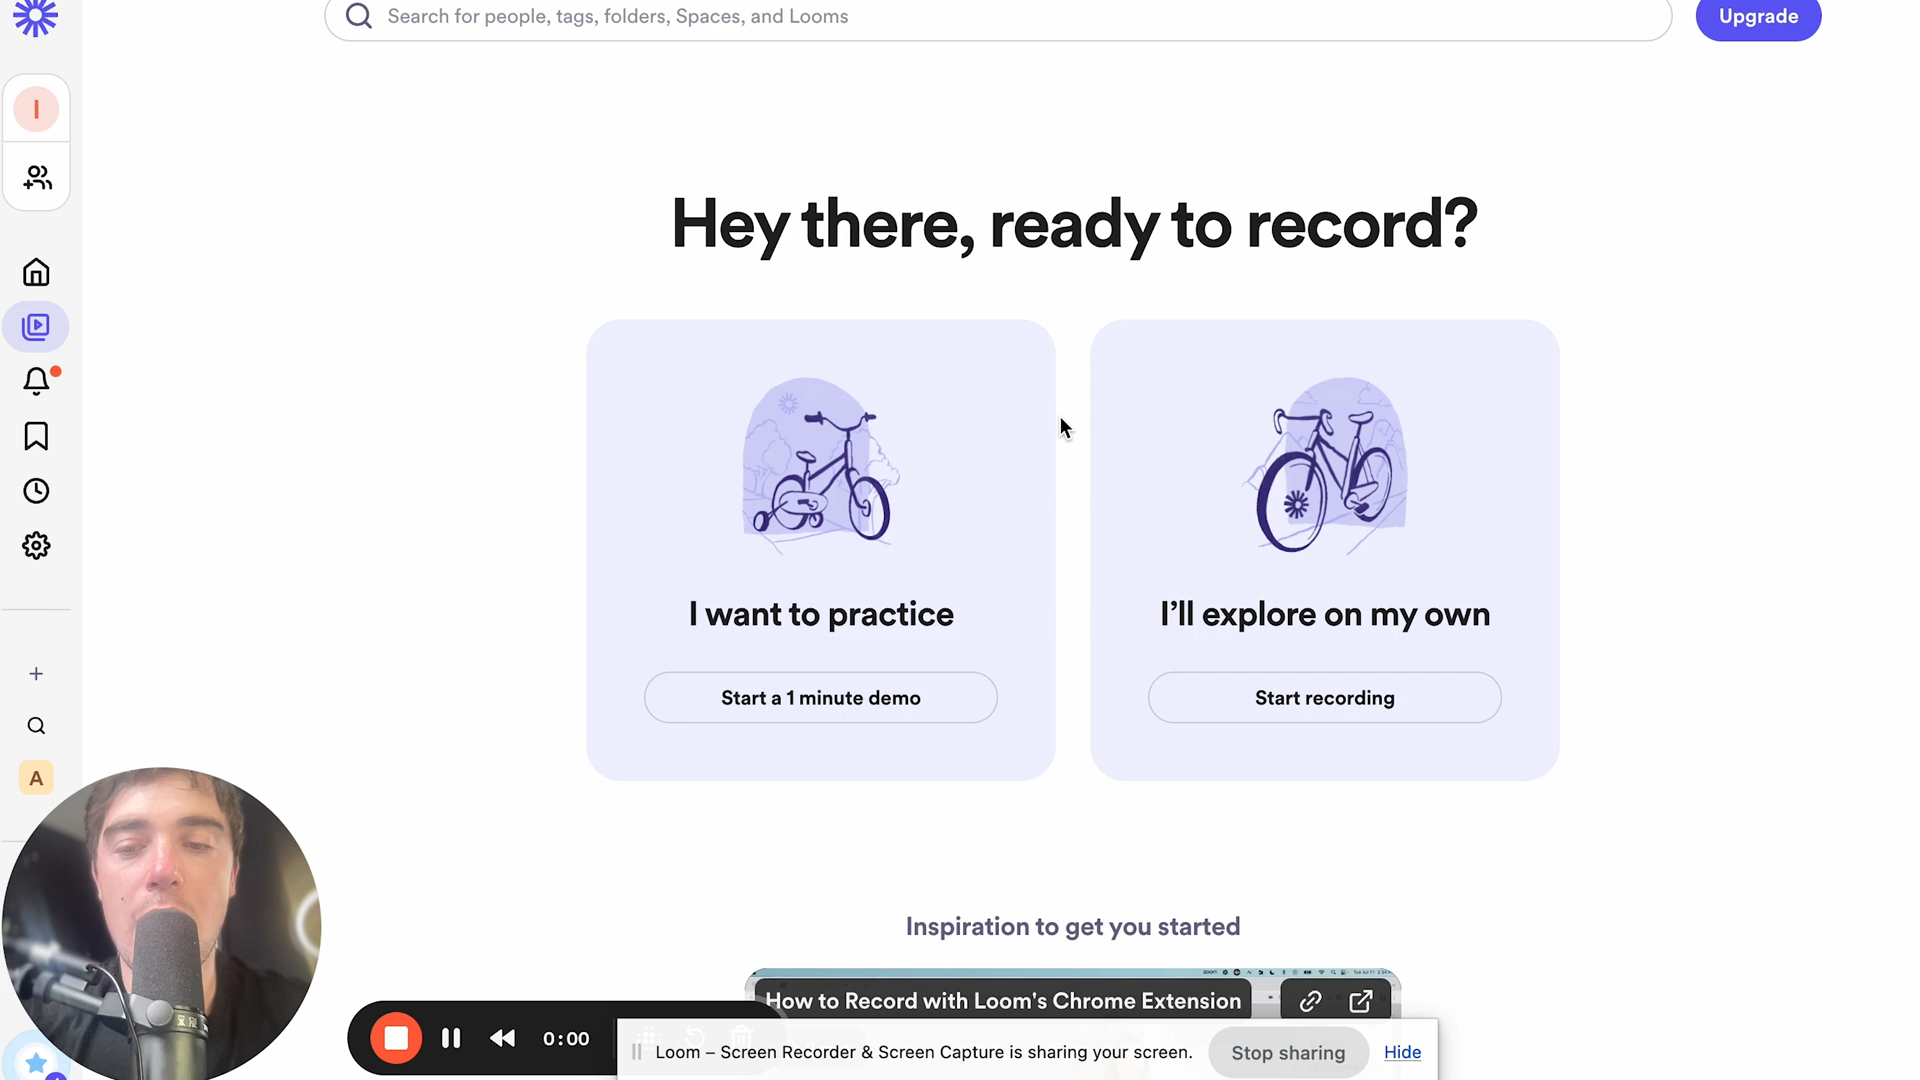 Search for people, tags, folders, Spaces, and Looms
Upgrade
I
Hey there, ready to record?
I want to practice
I'll explore on my own
Start a 1 minute demo
Start recording
A
Inspiration to get you started
How to Record with Loom's Chrome Extension
0:00
Loom – Screen Recorder & Screen Capture is sharing your screen.
Stop sharing
Hide